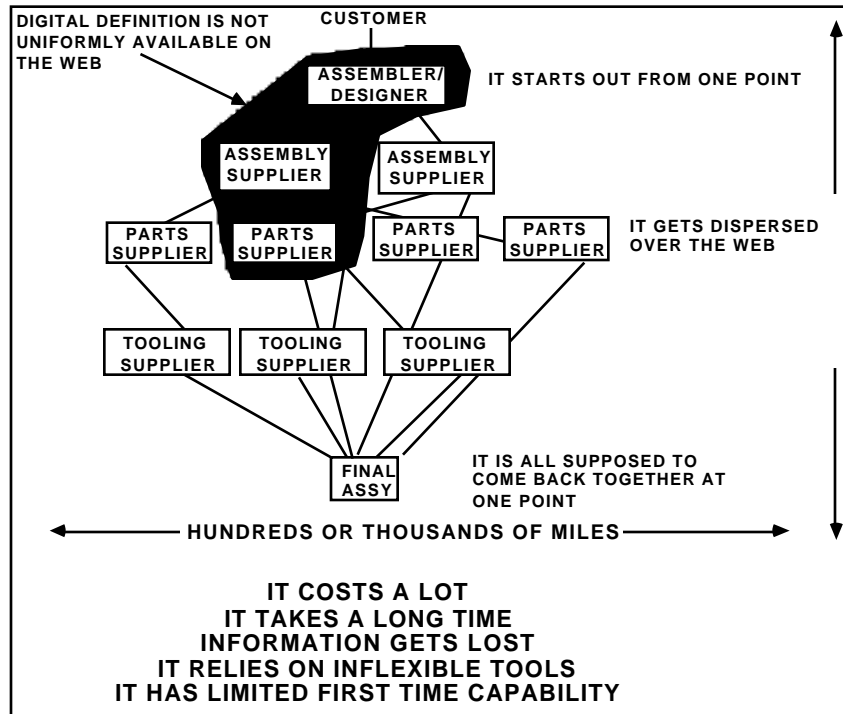 DIGITAL DEFINITION IS NOT
UNIFORMLY AVAILABLE ON
THE WEB
CUSTOMER
ASSEMBLER/
DESIGNER
IT STARTS OUT FROM ONE POINT
ASSEMBLY
SUPPLIER
ASSEMBLY
SUPPLIER
PARTS
SUPPLIER
PARTS
SUPPLIER
PARTS
SUPPLIER
PARTS
SUPPLIER
IT GETS DISPERSED
OVER THE WEB
TOOLING
SUPPLIER
TOOLING
SUPPLIER
TOOLING
SUPPLIER
FINAL
ASSY
IT IS ALL SUPPOSED TO
COME BACK TOGETHER AT
ONE POINT
HUNDREDS OR THOUSANDS OF MILES
IT COSTS A LOT
IT TAKES A LONG TIME
INFORMATION GETS LOST
IT RELIES ON INFLEXIBLE TOOLS
IT HAS LIMITED FIRST TIME CAPABILITY